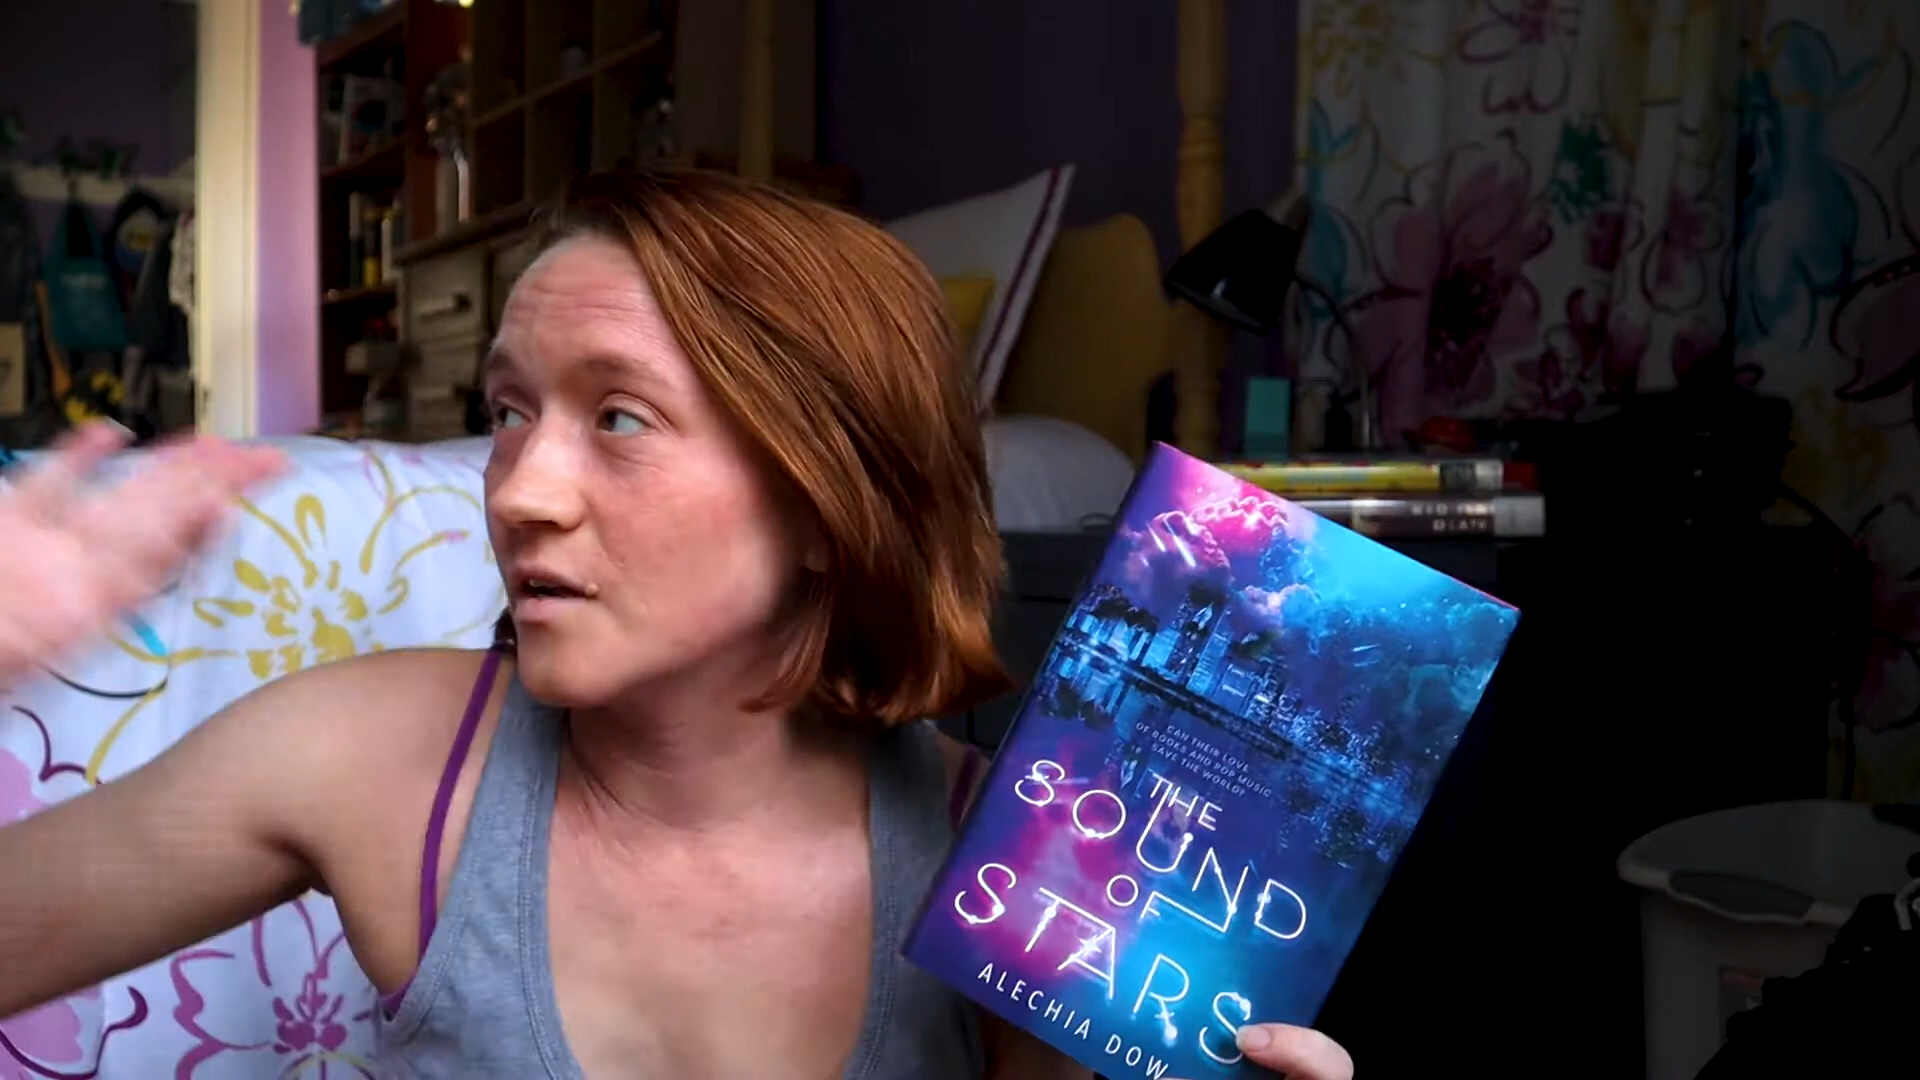 CAN THEIR LOVE
OF BOOKS AND POP MUSIC
SAVE THE WORLD?
THE
SOUND
OF
STARS
ALECHIA DOW